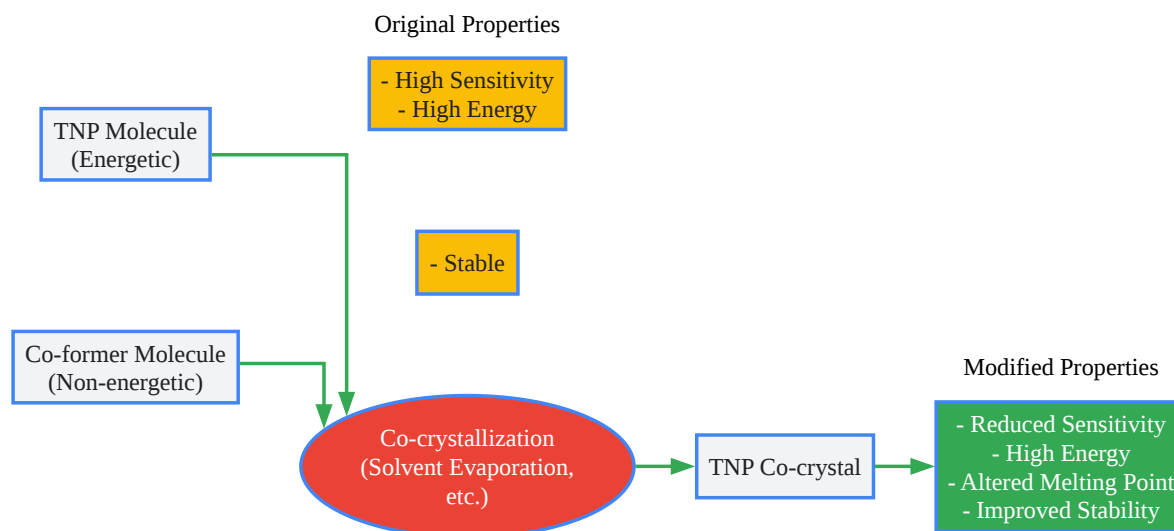 Original Properties
- High Sensitivity
- High Energy
TNP Molecule
(Energetic)
- Stable
Co-former Molecule
(Non-energetic)
Co-crystallization
(Solvent Evaporation,
etc.)
TNP Co-crystal
Modified Properties
- Reduced Sensitivity
- High Energy
- Altered Melting Point
- Improved Stability